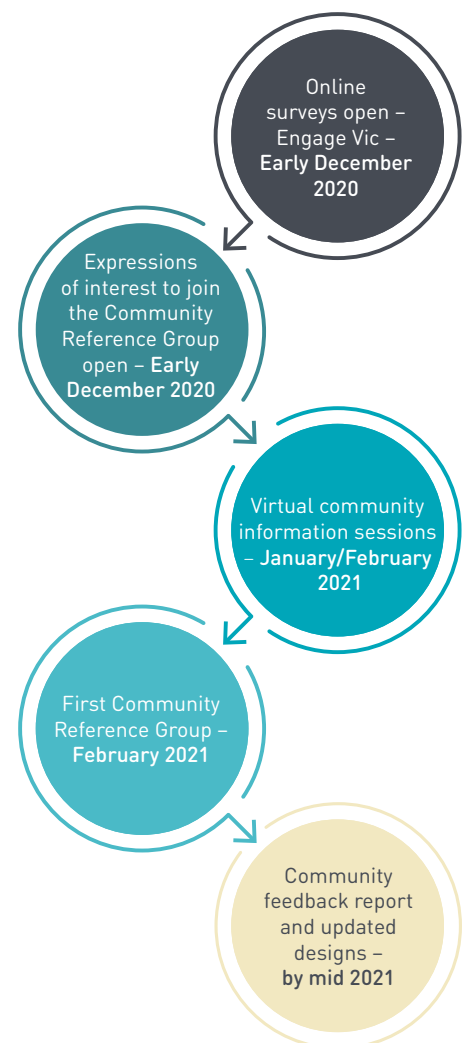 Online
surveys open –
Engage Vic –
Early December
2020
Expressions
of interest to join
the Community
Reference Group
open – Early
December 2020
Virtual community
information sessions
– January/February
2021
First Community
Reference Group –
February 2021
Community
feedback report
and updated
designs –
by mid 2021